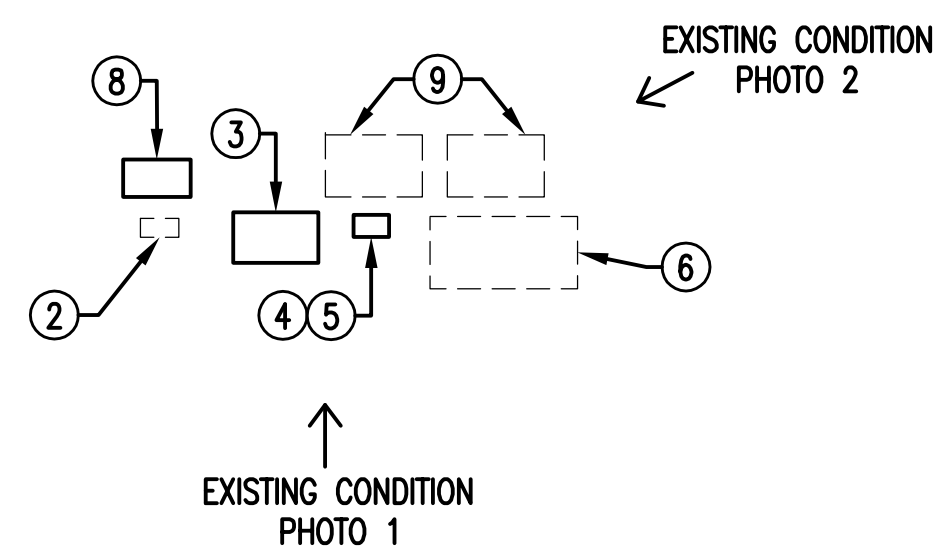 EXISTING CONDITION
PHOTO 2
8
9
3
2
4 5
6
EXISTING CONDITION
PHOTO 1